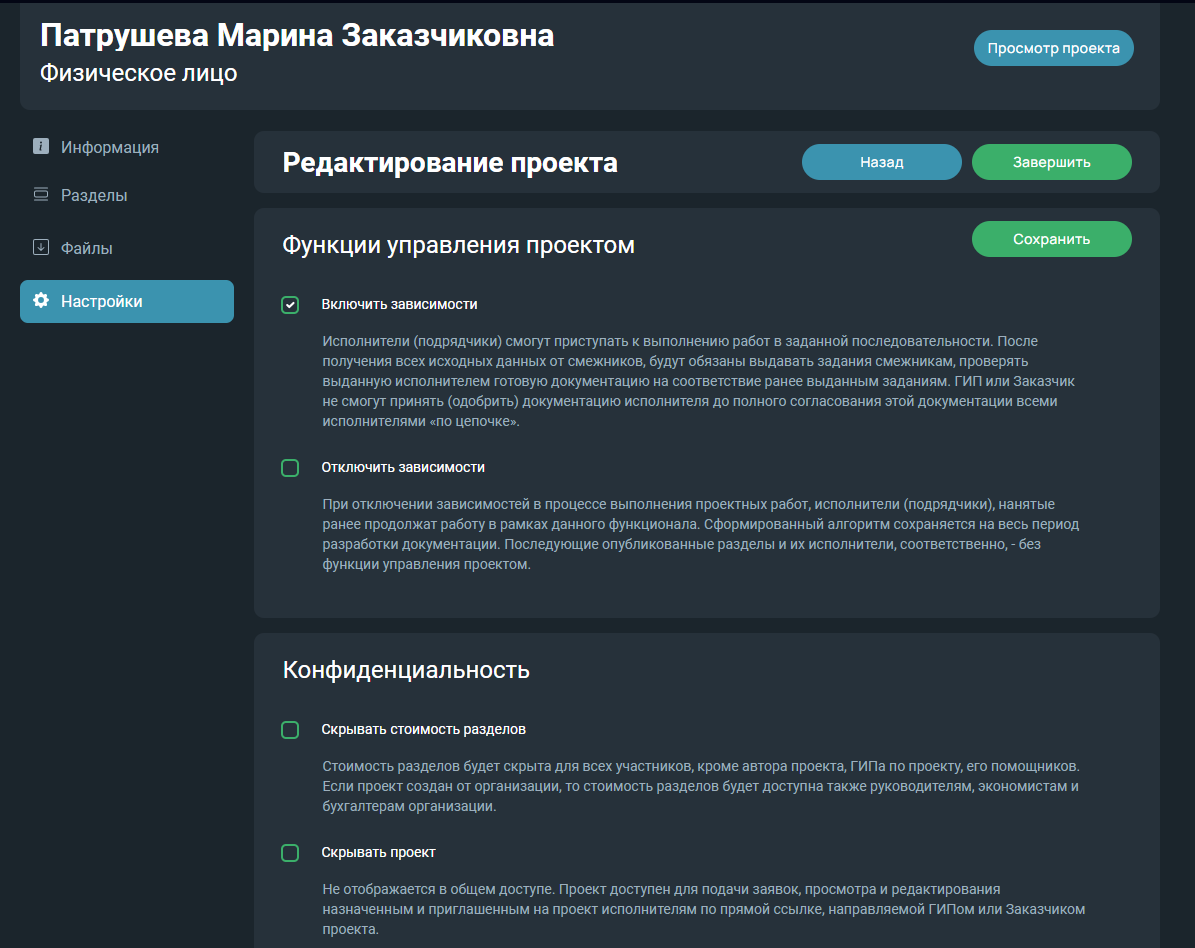 Патрушева Марина Заказчиковна
Физическое лицо
Просмотр проекта
Информация
Разделы
Файлы
Настройки
Редактирование проекта
Назад
Завершить
Функции управления проектом
Сохранить
Включить зависимости
Исполнители (подрядчики) смогут приступать к выполнению работ в заданной последовательности. После
получения всех исходных данных от смежников, будут обязаны выдавать задания смежникам, проверять
выданную исполнителем готовую документацию на соответствие ранее выданным заданиям. ГИП или Заказчик
не смогут принять (одобрить) документацию исполнителя до полного согласования этой документации всеми
исполнителями «по цепочке».
Отключить зависимости
При отключении зависимостей в процессе выполнения проектных работ, исполнители (подрядчики), нанятые
ранее продолжат работу в рамках данного функционала. Сформированный алгоритм сохраняется на весь период
разработки документации. Последующие опубликованные разделы и их исполнители, соответственно, - без
функции управления проектом.
Конфиденциальность
Скрывать стоимость разделов
Стоимость разделов будет скрыта для всех участников, кроме автора проекта, ГИПа по проекту, его помощников.
Если проект создан от организации, то стоимость разделов будет доступна также руководителям, экономистам и
бухгалтерам организации.
Скрывать проект
Не отображается в общем доступе. Проект доступен для подачи заявок, просмотра и редактирования
назначенным и приглашенным на проект исполнителям по прямой ссылке, направляемой ГИПом или Заказчиком
проекта.